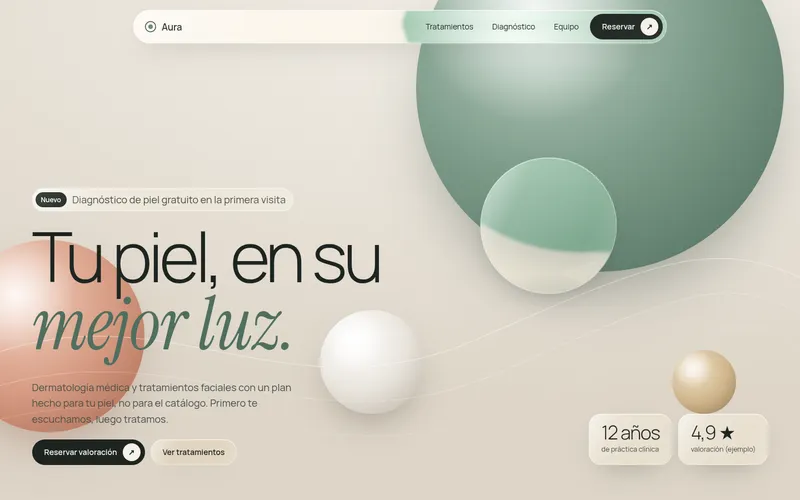 Aura
Tratamientos
Diagnóstico
Equipo
Reservar ↗
Nuevo Diagnóstico de piel gratuito en la primera visita
Tu piel, en su
mejor luz.
Dermatología médica y tratamientos faciales con un plan
hecho para tu piel, no para el catálogo. Primero te
escuchamos, luego tratamos.
Reservar valoración ↗
Ver tratamientos
12 años
de práctica clínica
4,9 ★
valoración (ejemplo)